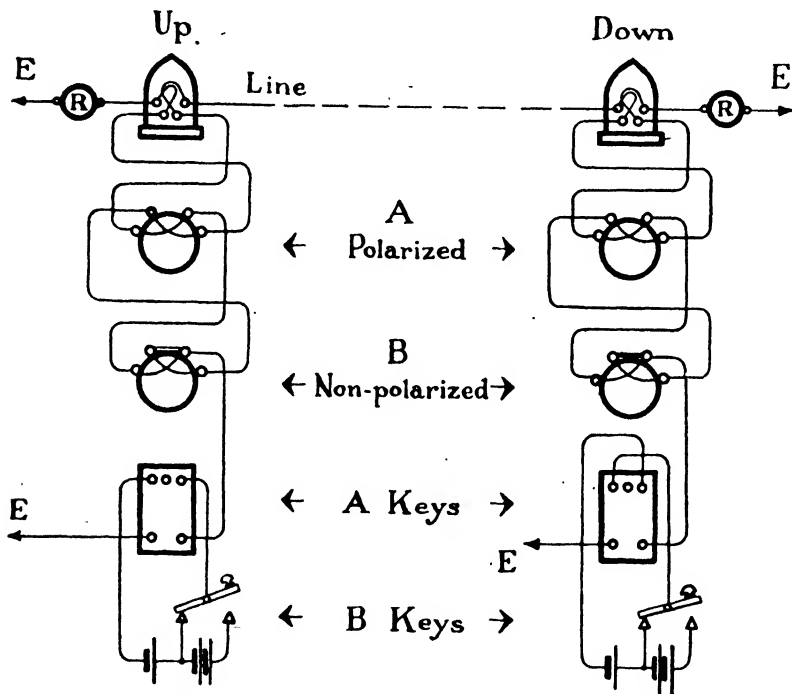 Up.
Down
E
R
Line
R
E
A
Polarized
B
Non-polarized
E
A Keys
E
B Keys